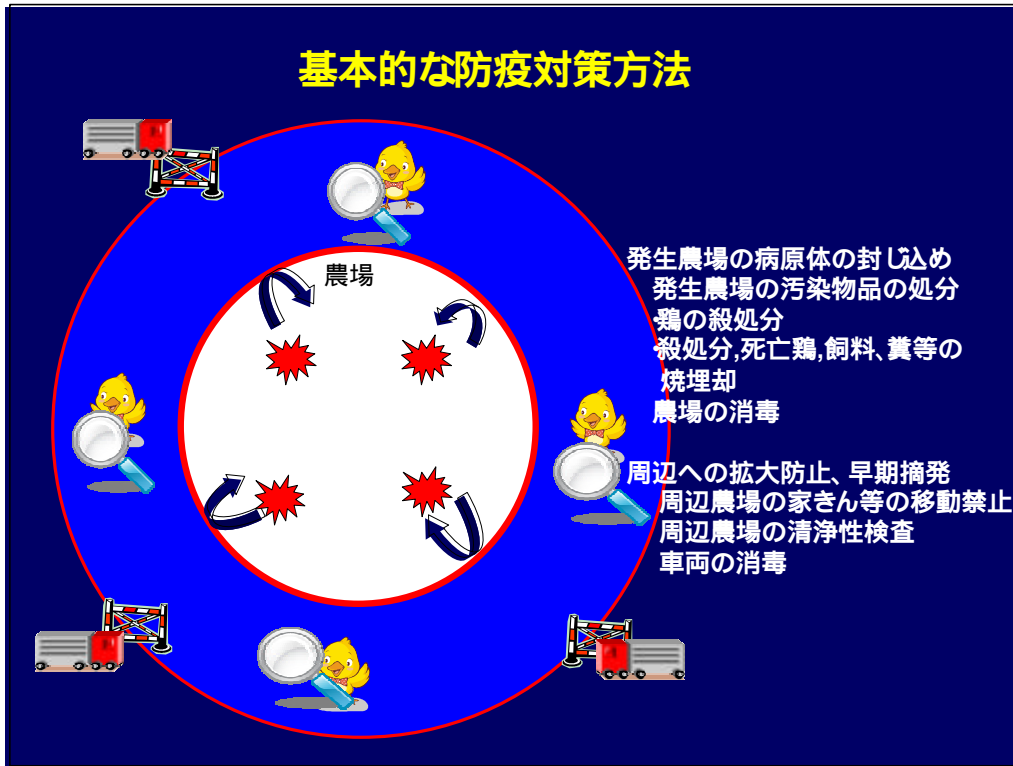 基本的な防疫対策方法
農場
発生農場の病原体の封じ込め
発生農場の汚染物品の処分
・鶏の殺処分
・殺処分,死亡鶏,飼料、糞等の
焼埋却
農場の消毒
周辺への拡大防止、早期摘発
周辺農場の家きん等の移動禁止
周辺農場の清浄性検査
車両の消毒